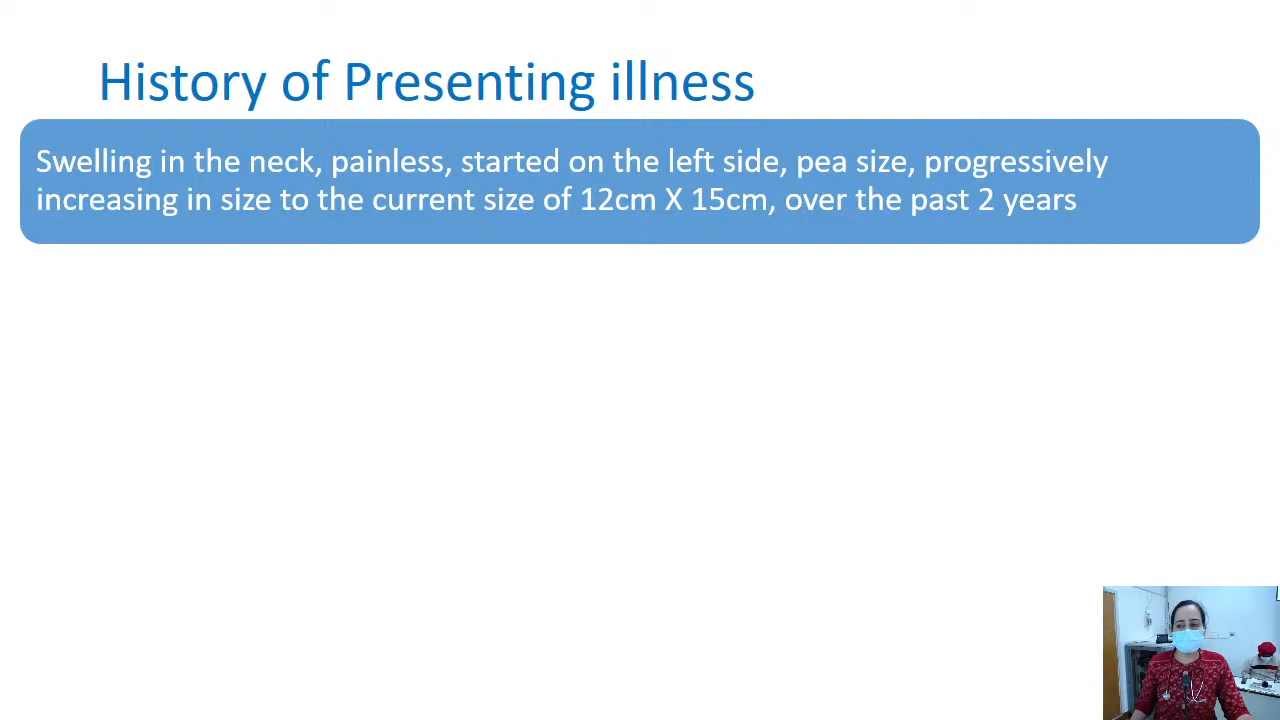 History of Presenting illness
Swelling in the neck, painless, started on the left side, pea size, progressively
increasing in size to the current size of 12cm X 15cm, over the past 2 years